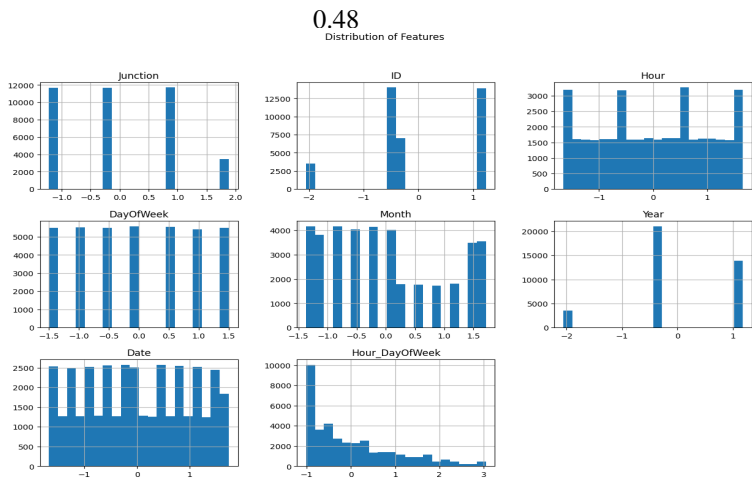 0.48
Distribution of Features
Junction
12000
10000
8000
6000
4000
2000
0
−1.0 −0.5 0.0 0.5 1.0 1.5 2.0
ID
12500
10000
7500
5000
2500
0
−2 −1 0 1
Hour
3000
2500
2000
1500
1000
500
0
−1 0 1
DayOfWeek
5000
4000
3000
2000
1000
0
−1.5 −1.0 −0.5 0.0 0.5 1.0 1.5
Month
4000
3000
2000
1000
0
−1.5 −1.0 −0.5 0.0 0.5 1.0 1.5
Year
20000
15000
10000
5000
0
−2 −1 0 1
Date
2500
2000
1500
1000
500
0
−1 0 1
Hour_DayOfWeek
10000
8000
6000
4000
2000
0
−1 0 1 2 3